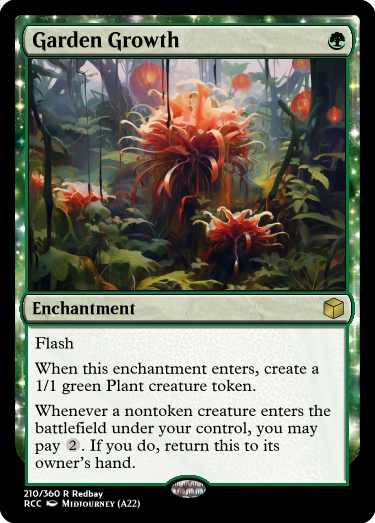 Garden Growth
Enchantment
Flash
When this enchantment enters, create a
1/1 green Plant creature token.
Whenever a nontoken creature enters the
battlefield under your control, you may
pay 2. If you do, return this to its
owner's hand.
210/360 R Redbay
RCC Midjourney (A22)